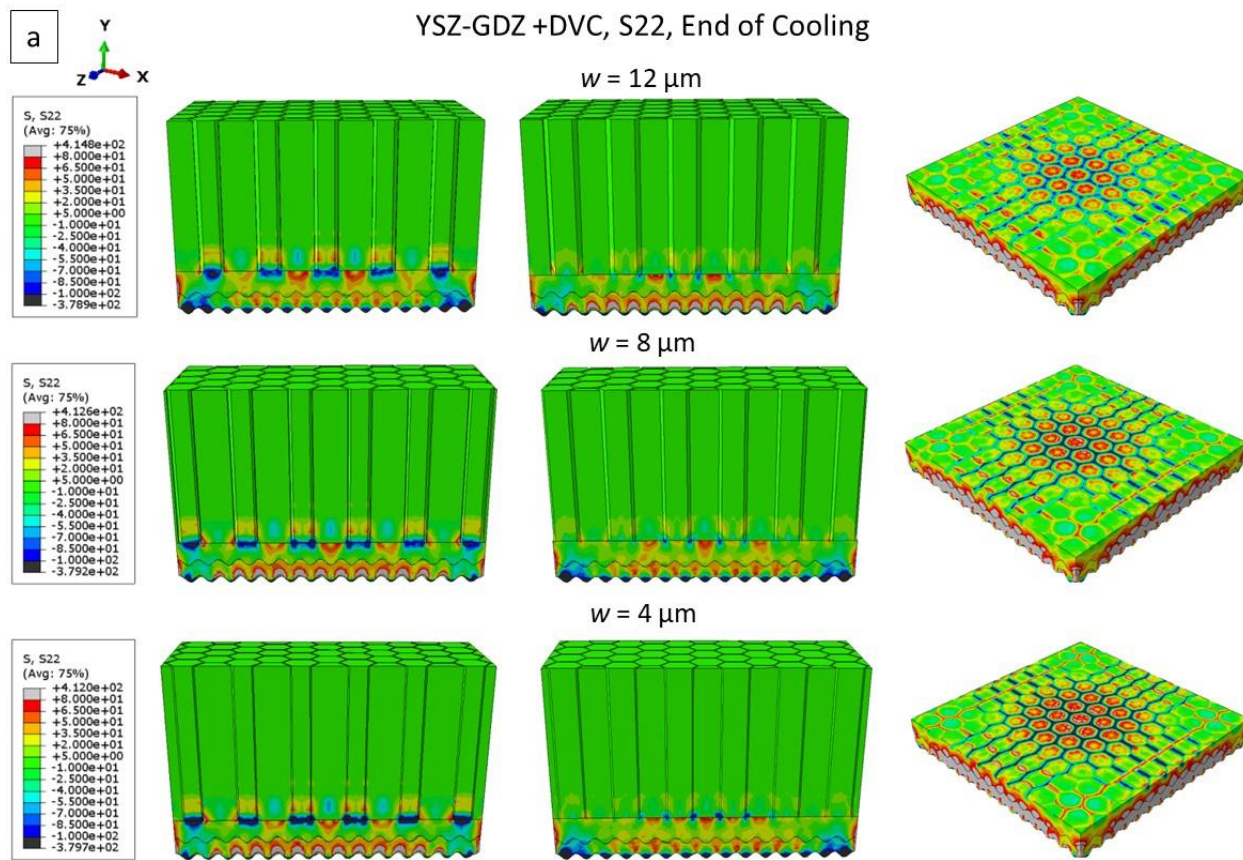 a
YSZ-GDZ +DVC, S22, End of Cooling
Y
Z
X
w = 12 μm
S, S22
(Avg: 75%)
+4.148e+02
+8.000e+01
+6.500e+01
+5.000e+01
+3.500e+01
+2.000e+01
+5.000e+00
-1.000e+01
-2.500e+01
-4.000e+01
-5.500e+01
-7.000e+01
-8.500e+01
-1.000e+02
-3.789e+02
w = 8 μm
S, S22
(Avg: 75%)
+4.126e+02
+8.000e+01
+6.500e+01
+5.000e+01
+3.500e+01
+2.000e+01
+5.000e+00
-1.000e+01
-2.500e+01
-4.000e+01
-5.500e+01
-7.000e+01
-8.500e+01
-1.000e+02
-3.792e+02
w = 4 μm
S, S22
(Avg: 75%)
+4.120e+02
+8.000e+01
+6.500e+01
+5.000e+01
+3.500e+01
+2.000e+01
+5.000e+00
-1.000e+01
-2.500e+01
-4.000e+01
-5.500e+01
-7.000e+01
-8.500e+01
-1.000e+02
-3.797e+02